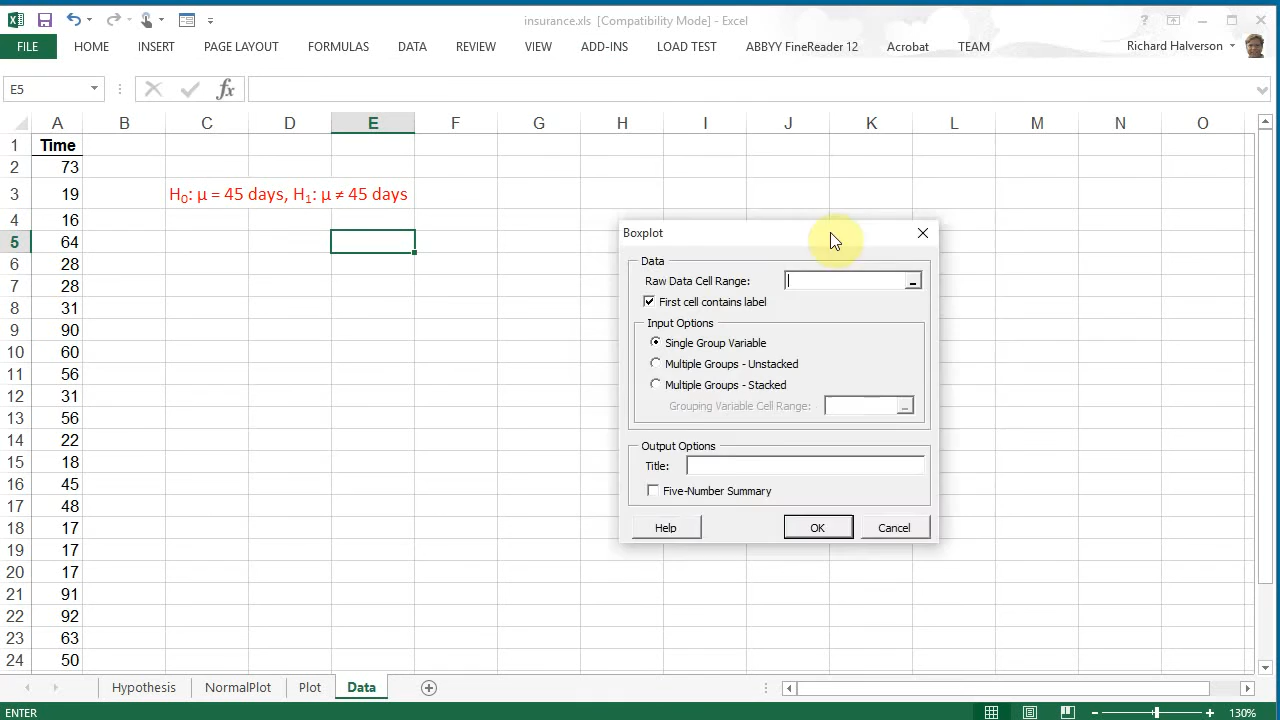 insurance.xls [Compatibility Mode] - Excel
FILE HOME INSERT PAGE LAYOUT FORMULAS DATA REVIEW VIEW ADD-INS LOAD TEST ABBYY FineReader 12 Acrobat TEAM Richard Halverson
E5 fx
A B C D E F G H I J K L M N O
1 Time
2 73
3 19 H₀: μ = 45 days, H₁: μ ≠ 45 days
4 16
5 64
6 28
7 28
8 31
9 90
10 60
11 56
12 31
13 56
14 22
15 18
16 45
17 48
18 17
19 17
20 17
21 91
22 92
23 63
24 50
Boxplot
Data
Raw Data Cell Range:
First cell contains label
Input Options
Single Group Variable
Multiple Groups - Unstacked
Multiple Groups - Stacked
Grouping Variable Cell Range:
Output Options
Title:
Five-Number Summary
Help OK Cancel
Hypothesis NormalPlot Plot Data
ENTER 130%